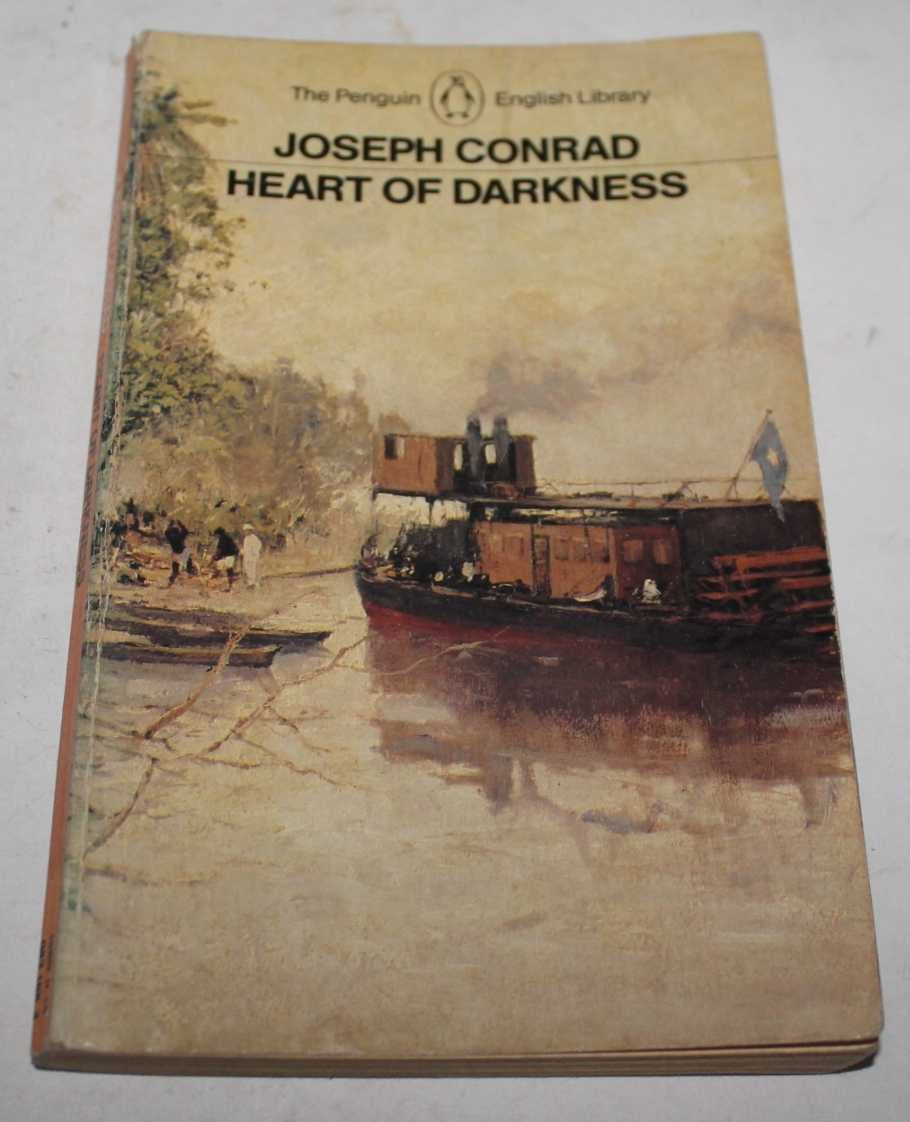 The Penguin English Library
JOSEPH CONRAD
HEART OF DARKNESS